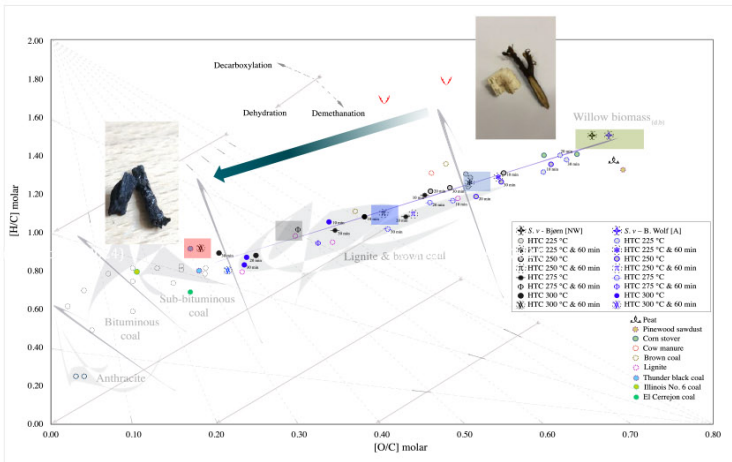 2.00
1.80
1.60
1.40
1.20
1.00
0.80
0.60
0.40
0.20
0.00
[H/C] molar
Decarboxylation
Dehydration
Demethanation
Willow biomass
Lignite & brown coal
Sub-bituminous
coal
Bituminous
coal
Anthracite
S. v - Bjørn [NW]
HTC 225 °C
HTC 225 °C & 60 min
HTC 250 °C
HTC 250 °C & 60 min
HTC 275 °C
HTC 275 °C & 60 min
HTC 300 °C
HTC 300 °C & 60 min
S. v – B. Wolf [A]
HTC 225 °C
HTC 225 °C & 60 min
HTC 250 °C
HTC 250 °C & 60 min
HTC 275 °C
HTC 275 °C & 60 min
HTC 300 °C
HTC 300 °C & 60 min
Peat
Pinewood sawdust
Corn stover
Cow manure
Brown coal
Lignite
Thunder black coal
Illinois No. 6 coal
El Cerrejon coal
0.00
0.10
0.20
0.30
0.40
0.50
0.60
0.70
0.80
[O/C] molar